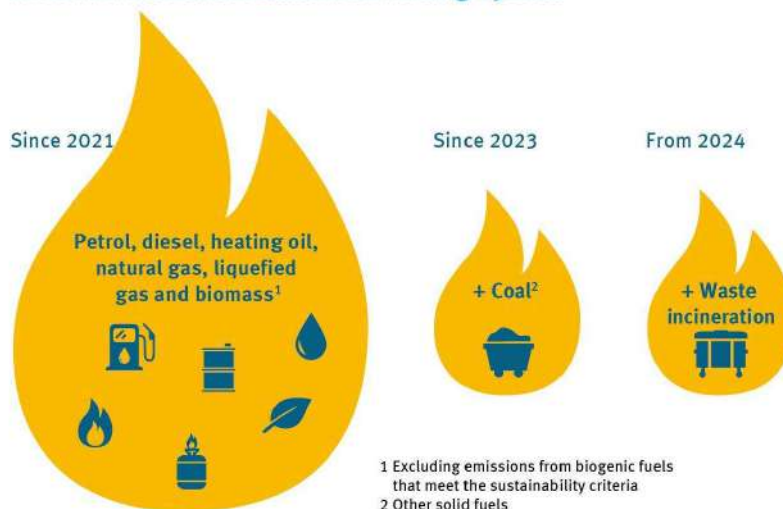 Since 2021
Since 2023
From 2024
Petrol, diesel, heating oil,
natural gas, liquefied
gas and biomass¹
+ Coal²
+ Waste
incineration
1 Excluding emissions from biogenic fuels
that meet the sustainability criteria
2 Other solid fuels